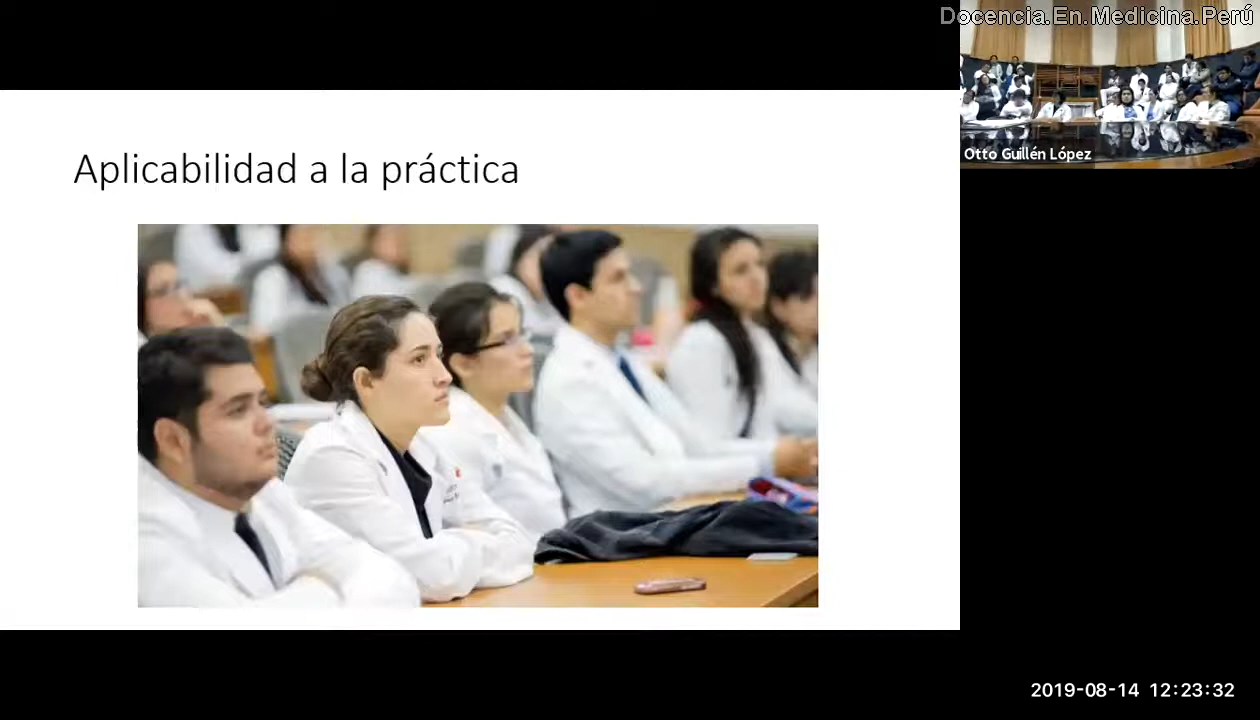 Docencia.En.Medicina.Perú
Aplicabilidad a la práctica
Otto Guillén López
2019-08-14 12:23:32